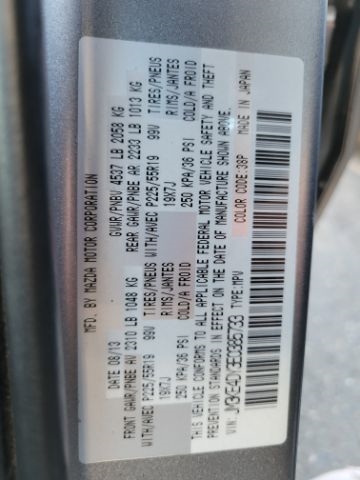 MFD. BY MAZDA MOTOR CORPORATION
DATE 08/13 GVWR/PNBV 4537 LB 2058 KG
FRONT GAWR/PNBE AV 2310 LB 1048 KG REAR GAWR/PNBE AR 2233 LB 1013 KG
WITH/AVEC P225/55R19 99V TIRES/PNEUS WITH/AVEC P225/55R19 99V TIRES/PNEUS
19X7J RIMS/JANTES 19X7J RIMS/JANTES
250 KPA/36 PSI COLD/A FROID 250 KPA/36 PSI COLD/A FROID
THIS VEHICLE CONFORMS TO ALL APPLICABLE FEDERAL MOTOR VEHICLE SAFETY AND THEFT
PREVENTION STANDARDS IN EFFECT ON THE DATE OF MANUFACTURE SHOWN ABOVE.
VIN: TYPE: MPV COLOR CODE: 38P MADE IN JAPAN